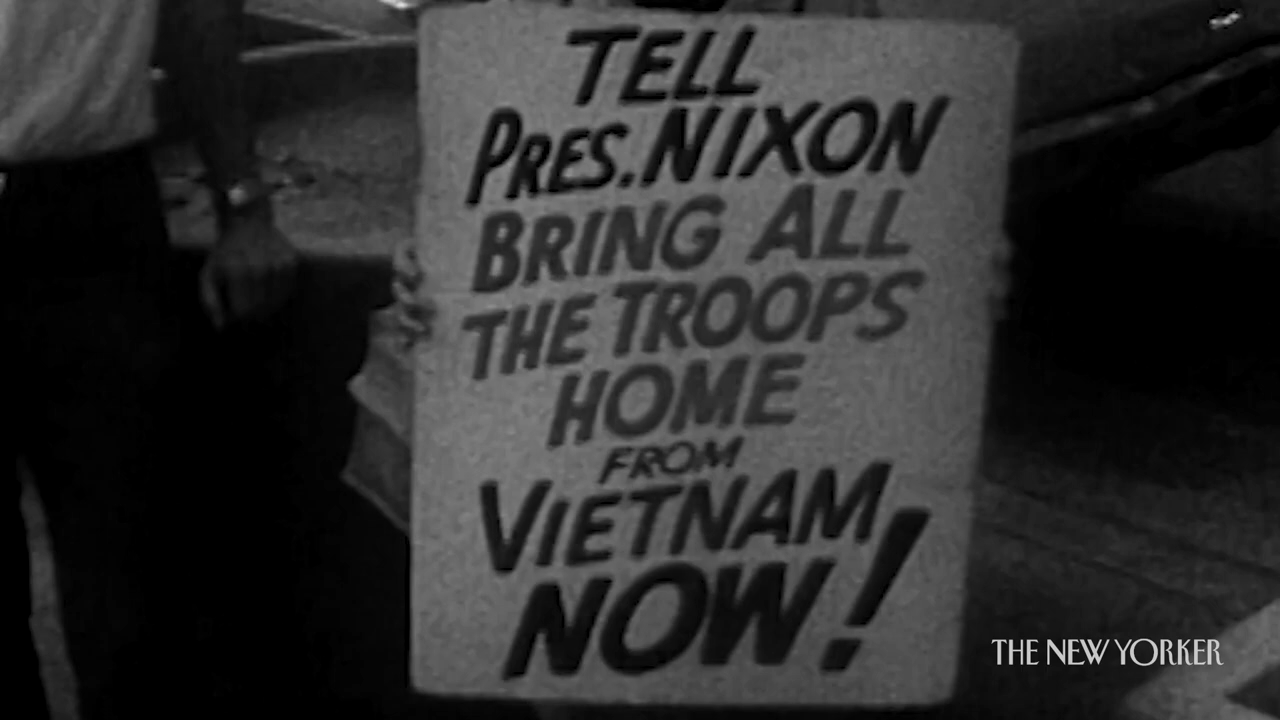 TELL
PRES. NIXON
BRING ALL
THE TROOPS
HOME
FROM
VIETNAM
NOW!
THE NEW YORKER